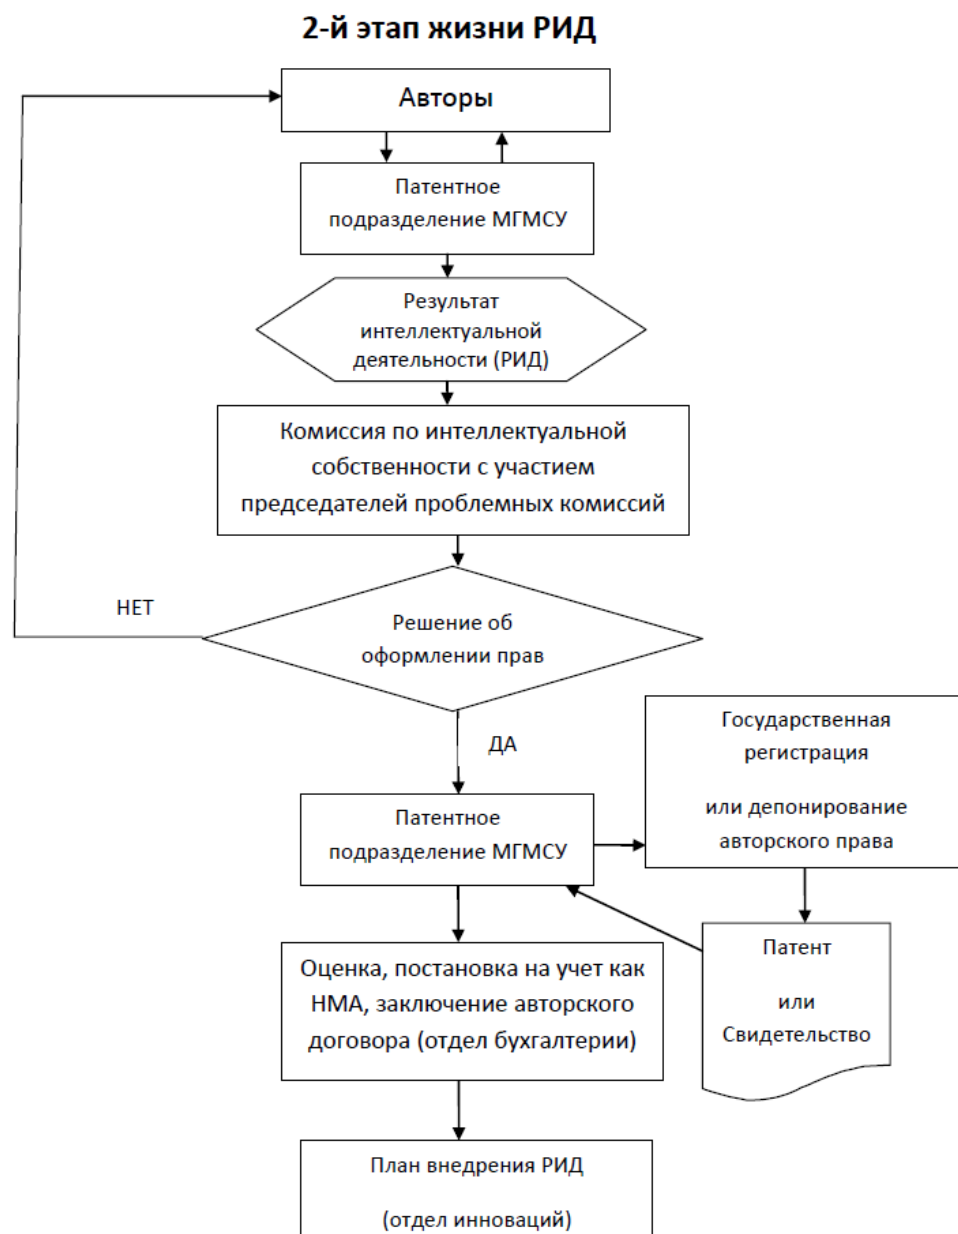 2-й этап жизни РИД
Авторы
Патентное
подразделение МГМСУ
Результат
интеллектуальной
деятельности (РИД)
Комиссия по интеллектуальной
собственности с участием
председателей проблемных комиссий
НЕТ
Решение об
оформлении прав
ДА
Государственная
регистрация
или депонирование
авторского права
Патентное
подразделение МГМСУ
Патент
или
Свидетельство
Оценка, постановка на учет как
НМА, заключение авторского
договора (отдел бухгалтерии)
План внедрения РИД
(отдел инноваций)